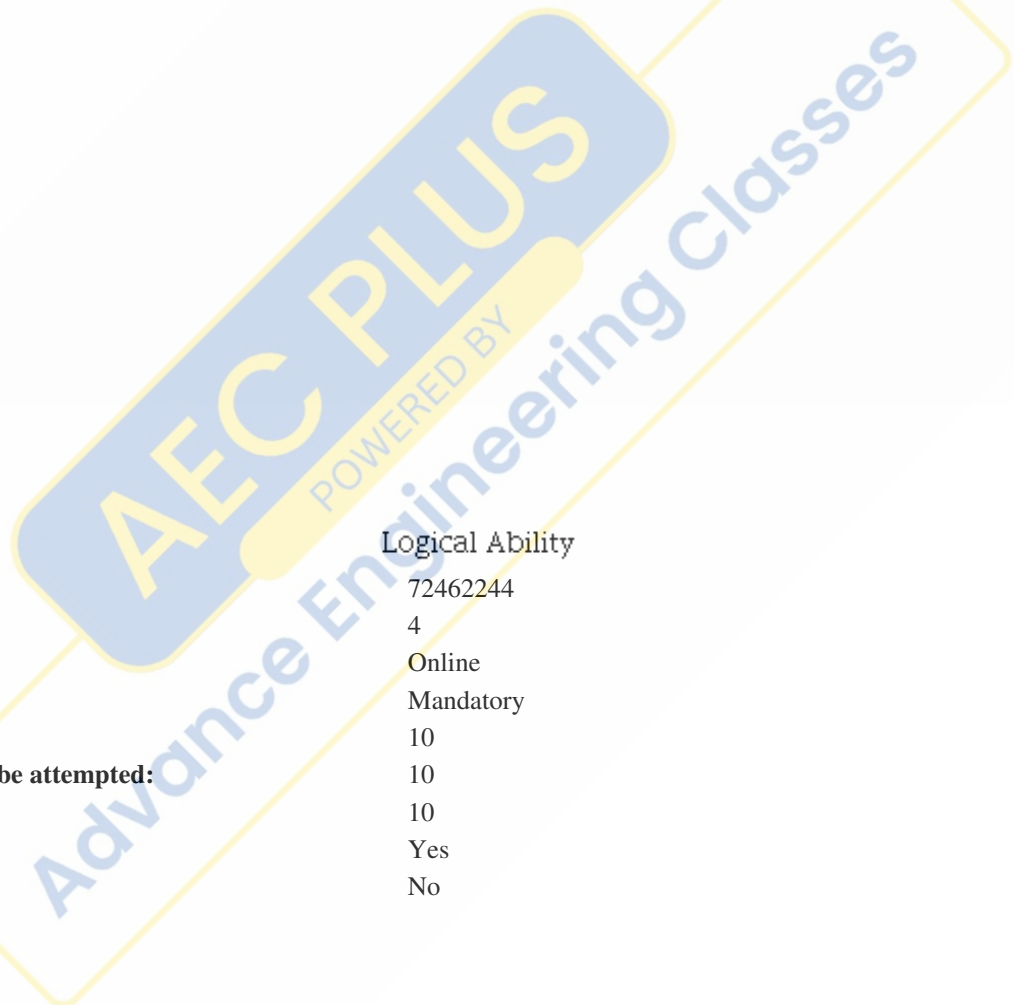 AEC PLUS
POWERED BY
Advance Engineering Classes
Logical Ability
72462244
4
Online
Mandatory
10
be attempted: 10
10
Yes
No